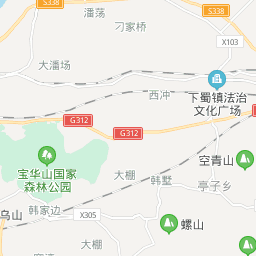 S338
潘荡
S338
刁家桥
X103
大潘场
西冲
下蜀镇法治
文化广场
G312
G312
空青山
宝华山国家
森林公园
大棚
韩墅
亭子乡
韩家边
乌山
X305
螺山
大棚